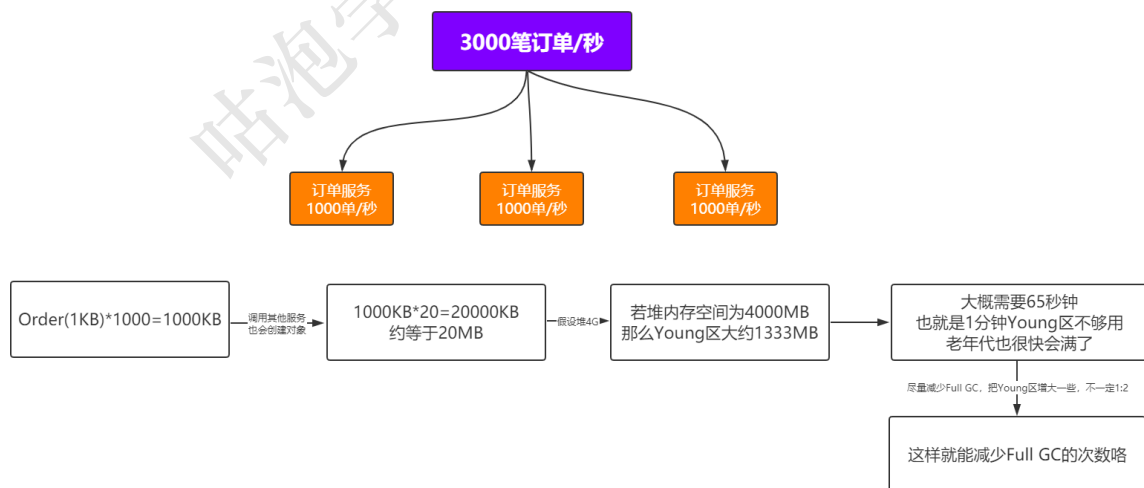 3000笔订单/秒
咕泡学
订单服务
1000单/秒
订单服务
1000单/秒
订单服务
1000单/秒
Order(1KB)*1000=1000KB
调用其他服务
也会创建对象
1000KB*20=20000KB
约等于20MB
假设堆4G
若堆内存空间为4000MB
那么Young区大约1333MB
大概需要65秒钟
也就是1分钟Young区不够用
老年代也很快会满了
尽量减少Full GC，把Young区增大一些，不一定1:2
这样就能减少Full GC的次数咯